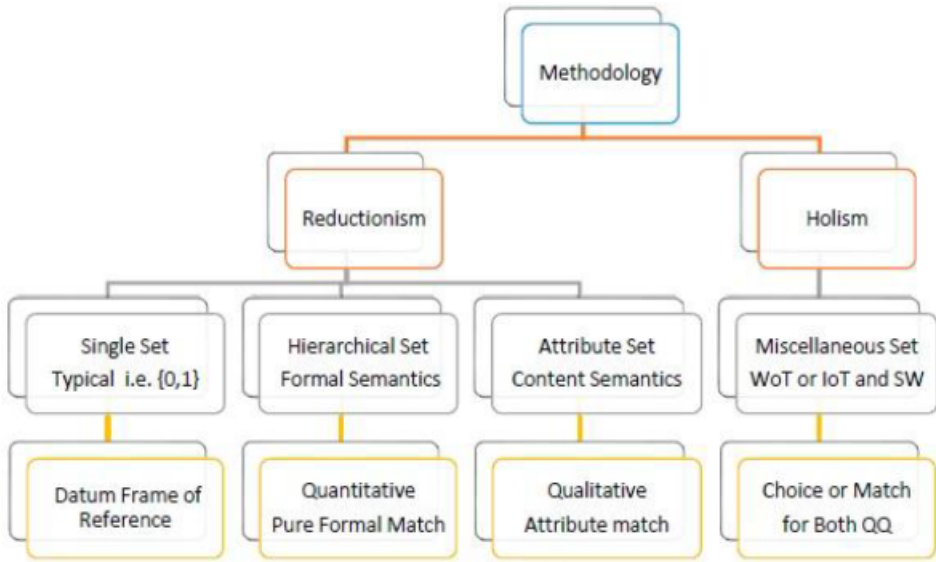 Methodology
Reductionism
Holism
Single Set
Typical i.e. {0,1}
Hierarchical Set
Formal Semantics
Attribute Set
Content Semantics
Miscellaneous Set
WoT or IoT and SW
Datum Frame of
Reference
Quantitative
Pure Formal Match
Qualitative
Attribute match
Choice or Match
for Both QQ